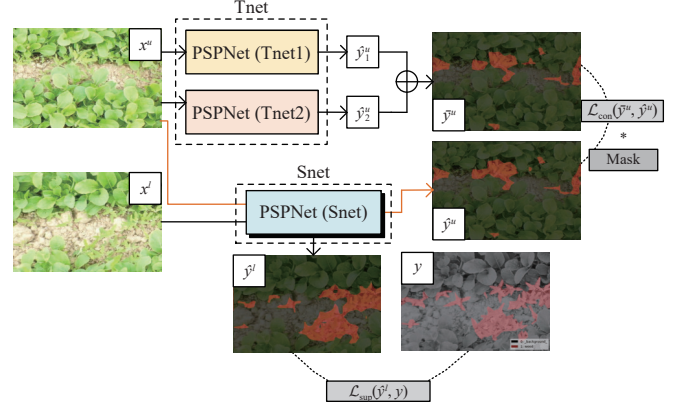 Tnet
x^u
PSPNet (Tnet1)
ŷ_1^u
PSPNet (Tnet2)
ŷ_2^u
ȳ^u
ℒ_con(ȳ^u, ŷ^u)
*
Mask
x^l
Snet
PSPNet (Snet)
ŷ^u
ŷ^l
y
ℒ_sup(ŷ^l, y)